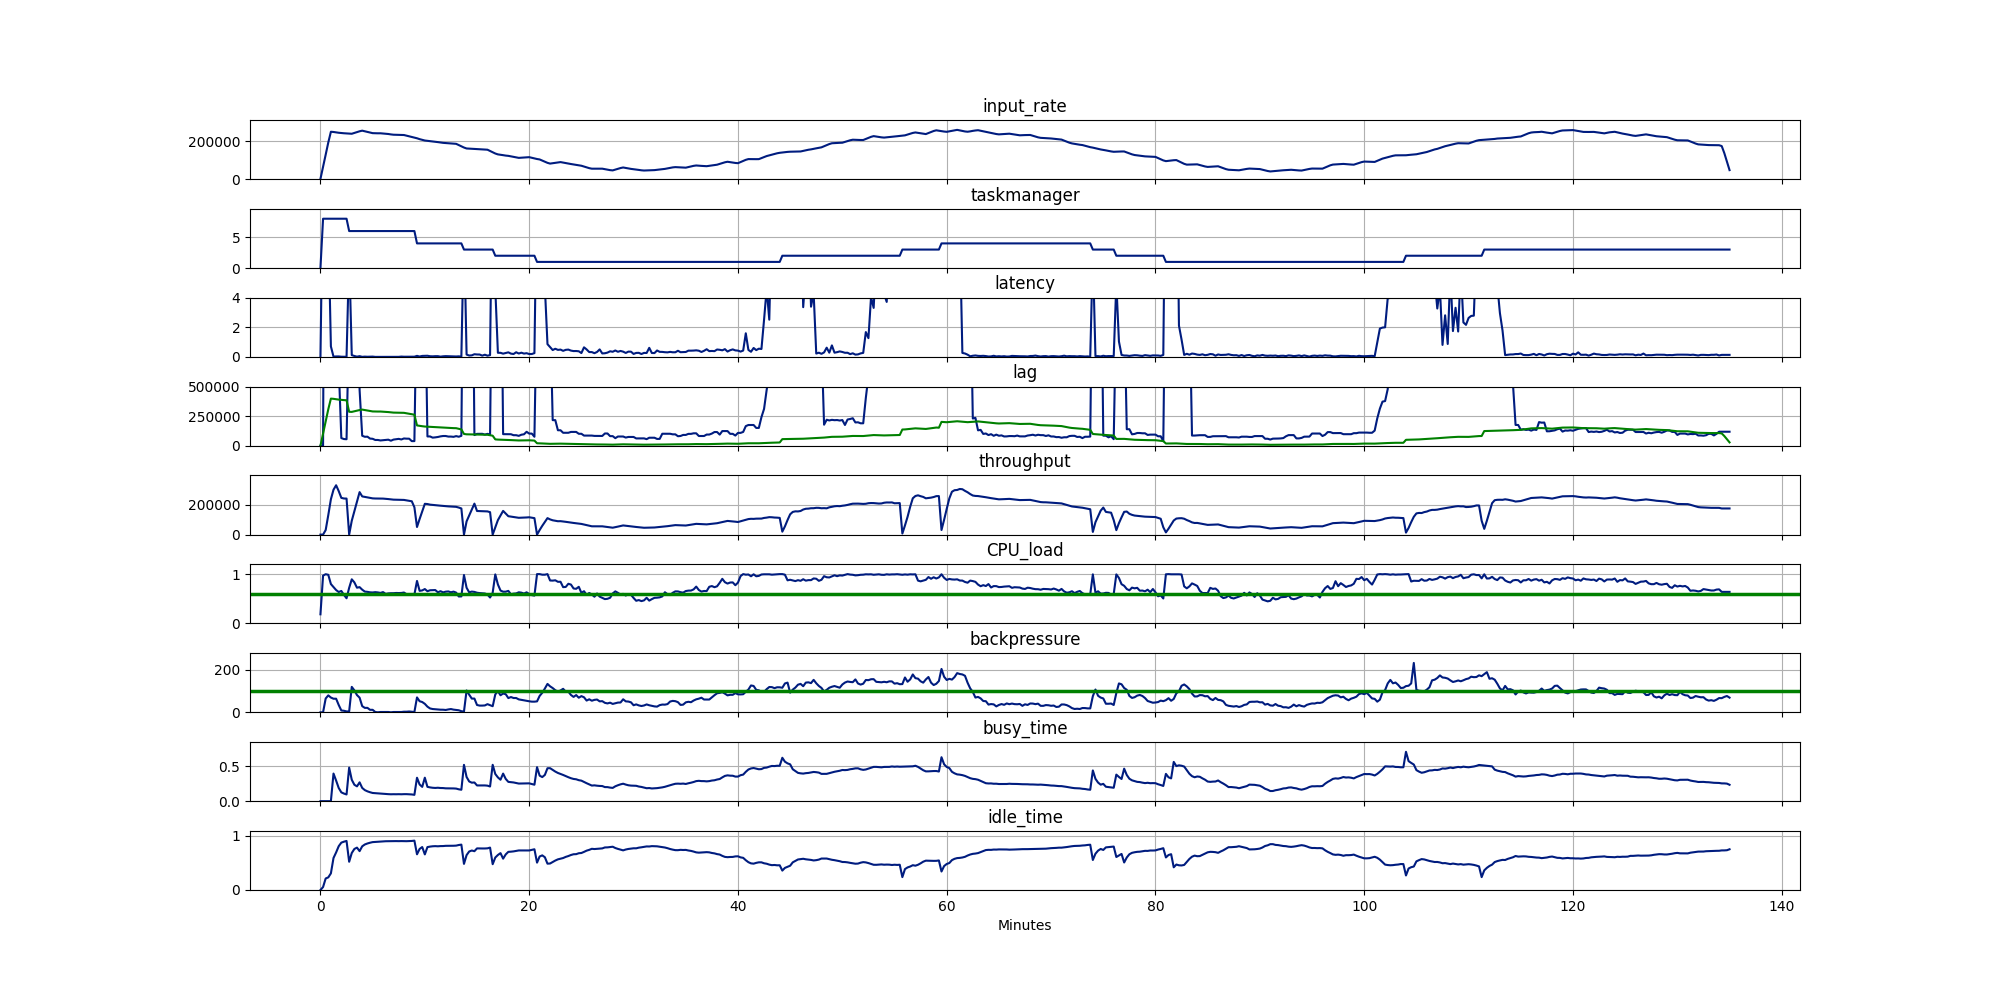 input_rate
200000
0
taskmanager
5
0
latency
4
2
0
lag
500000
250000
0
throughput
200000
0
CPU_load
1
0
backpressure
200
0
busy_time
0.5
0.0
idle_time
1
0
0 20 40 60 80 100 120 140
Minutes